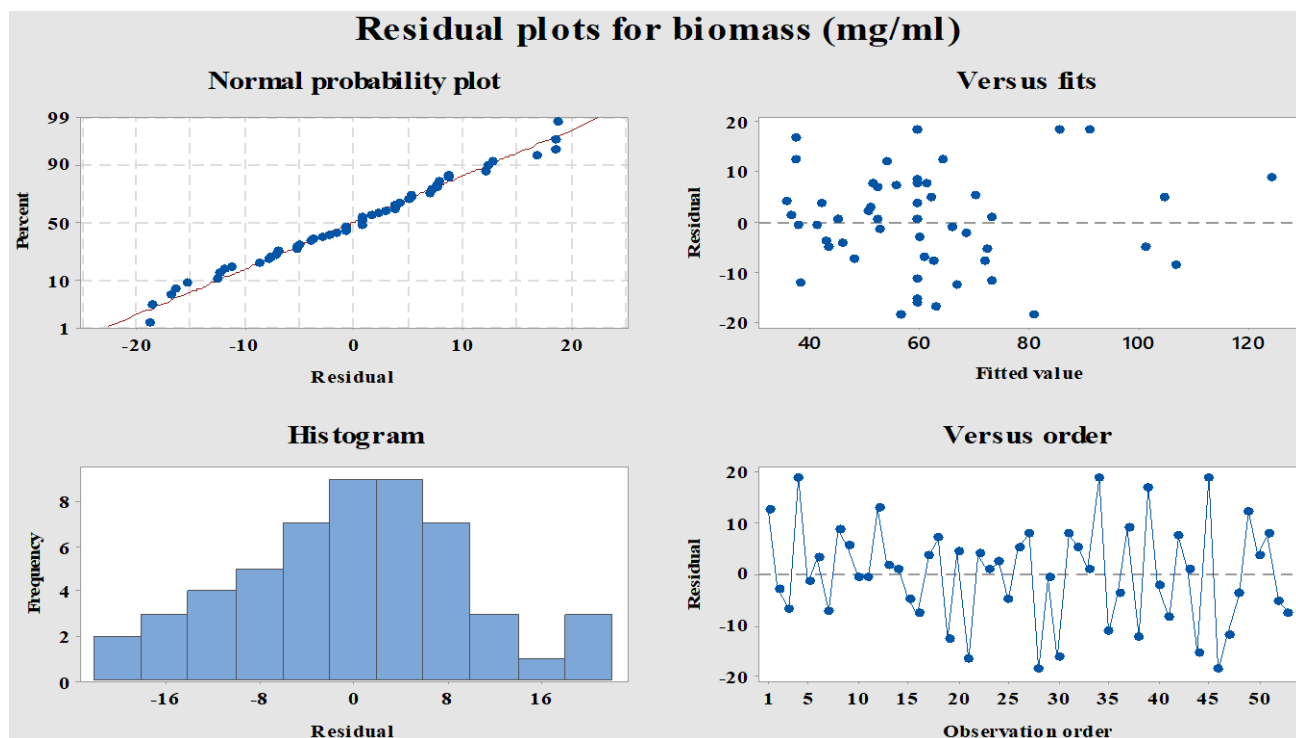 Residual plots for biomass (mg/ml)
Normal probability plot
99
90
50
10
1
Percent
-20 -10 0 10 20
Residual
Versus fits
20
10
0
-10
-20
Residual
40 60 80 100 120
Fitted value
Histogram
8
6
4
2
0
Frequency
-16 -8 0 8 16
Residual
Versus order
20
10
0
-10
-20
Residual
1 5 10 15 20 25 30 35 40 45 50
Observation order